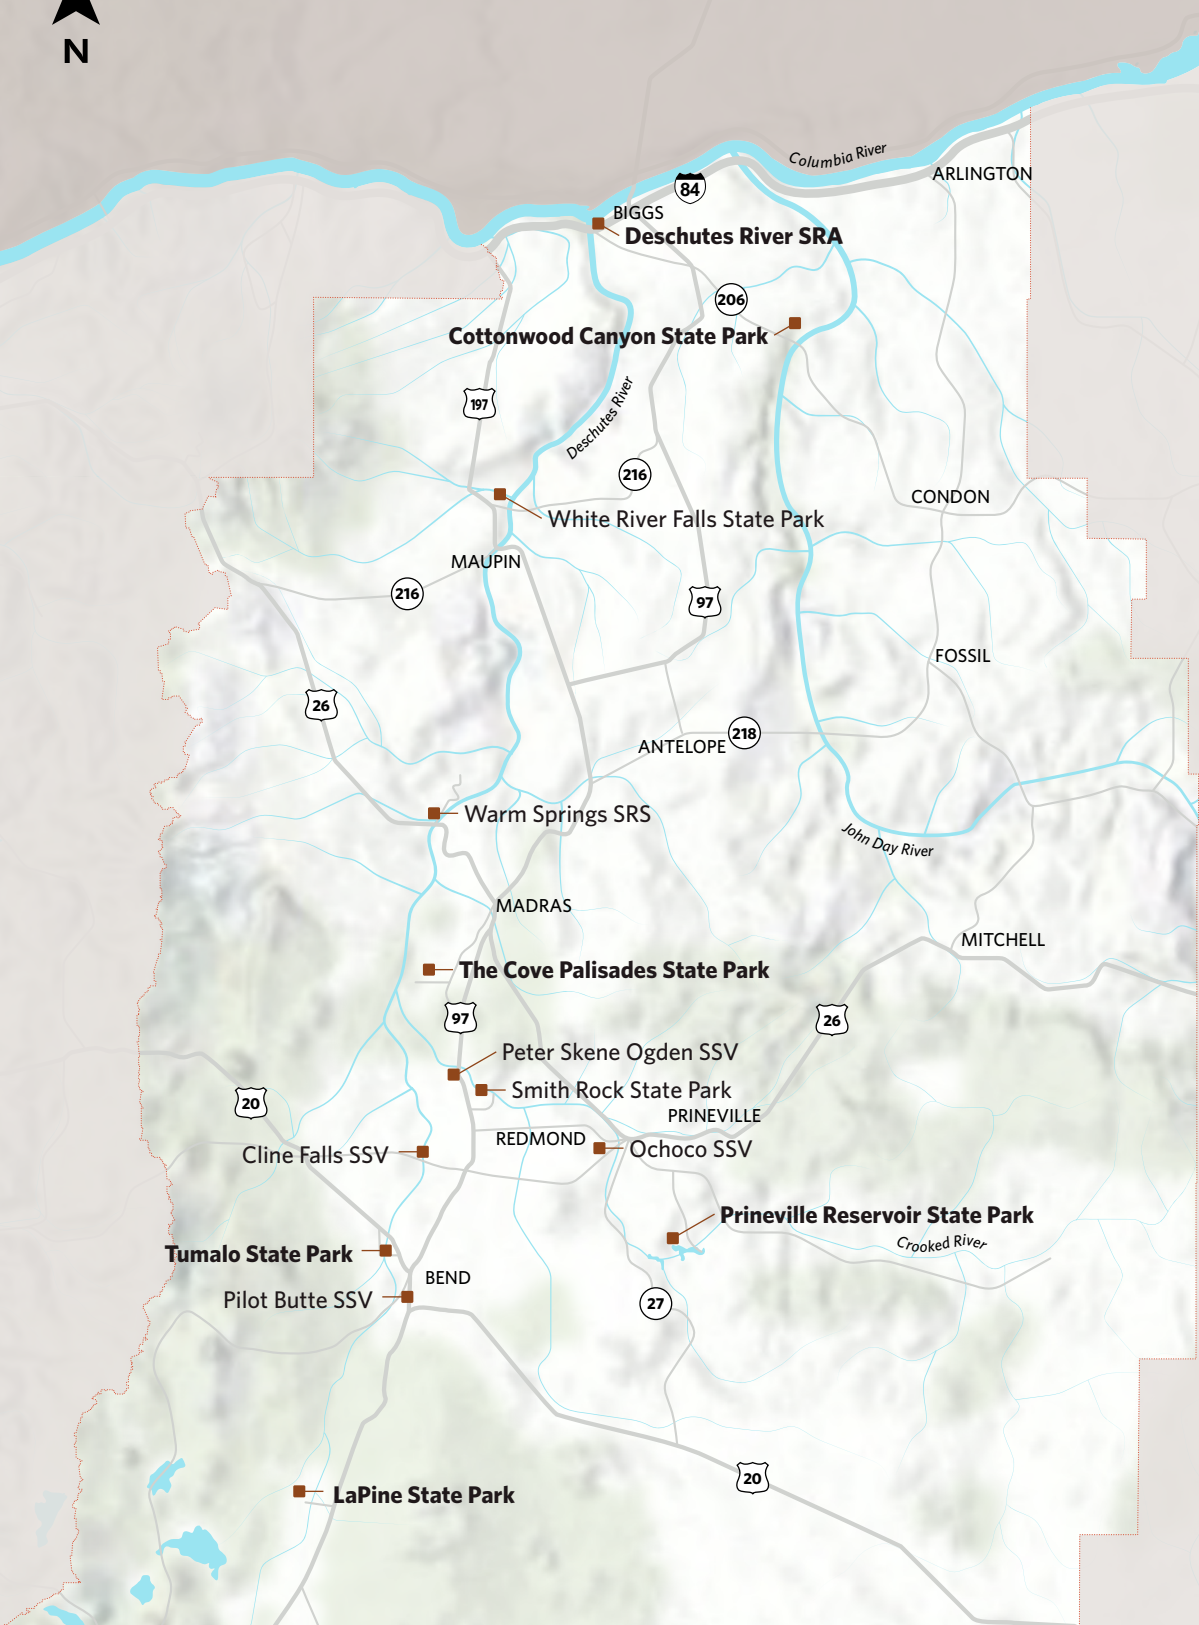 N
Columbia River
ARLINGTON
84
BIGGS
Deschutes River SRA
206
Cottonwood Canyon State Park
197
Deschutes River
216
CONDON
White River Falls State Park
MAUPIN
216
97
FOSSIL
26
ANTELOPE
218
Warm Springs SRS
John Day River
MADRAS
MITCHELL
The Cove Palisades State Park
97
26
Peter Skene Ogden SSV
Smith Rock State Park
20
PRINEVILLE
REDMOND
Ochoco SSV
Cline Falls SSV
Prineville Reservoir State Park
Crooked River
Tumalo State Park
BEND
Pilot Butte SSV
27
20
LaPine State Park